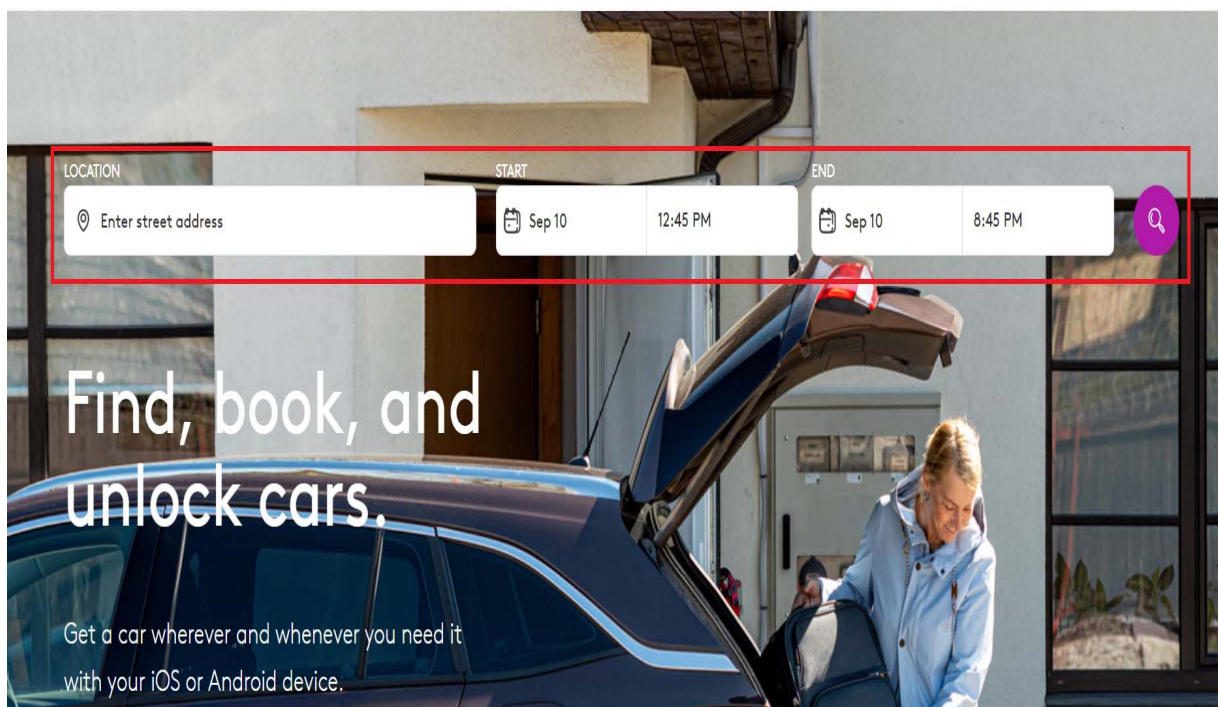 LOCATION
START
END
Enter street address
Sep 10
12:45 PM
Sep 10
8:45 PM
Find, book, and
unlock cars.
Get a car wherever and whenever you need it
with your iOS or Android device.